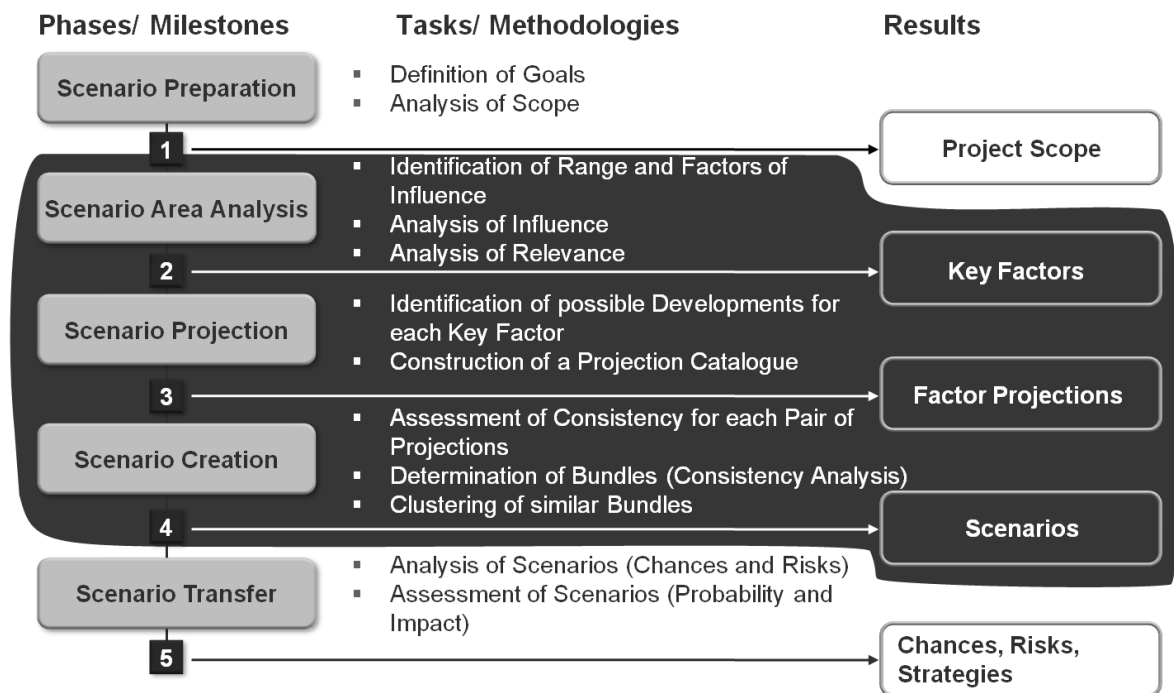 Phases/ Milestones
Tasks/ Methodologies
Results
Scenario Preparation
▪ Definition of Goals
▪ Analysis of Scope
1
Project Scope
Scenario Area Analysis
▪ Identification of Range and Factors of
Influence
▪ Analysis of Influence
▪ Analysis of Relevance
2
Key Factors
Scenario Projection
▪ Identification of possible Developments for
each Key Factor
▪ Construction of a Projection Catalogue
3
Factor Projections
Scenario Creation
▪ Assessment of Consistency for each Pair of
Projections
▪ Determination of Bundles (Consistency Analysis)
▪ Clustering of similar Bundles
4
Scenarios
Scenario Transfer
▪ Analysis of Scenarios (Chances and Risks)
▪ Assessment of Scenarios (Probability and
Impact)
5
Chances, Risks,
Strategies